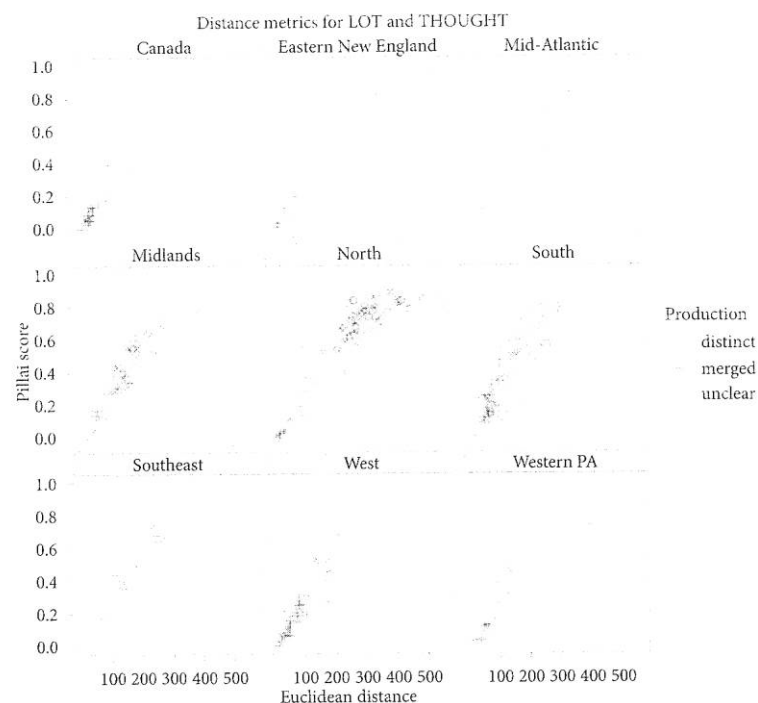 Distance metrics for LOT and THOUGHT
Canada Eastern New England Mid-Atlantic
1.0
0.8
0.6
0.4
0.2
0.0
Midlands North South
1.0
0.8
0.6
0.4
0.2
0.0
Pillai score
Production
distinct
merged
unclear
Southeast West Western PA
1.0
0.8
0.6
0.4
0.2
0.0
100 200 300 400 500 100 200 300 400 500 100 200 300 400 500
Euclidean distance